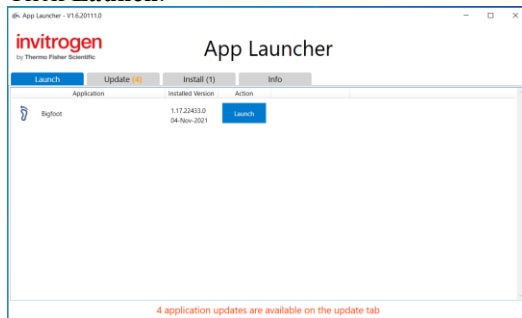 App Launcher - V1.6.20111.0
invitrogen
by Thermo Fisher Scientific
App Launcher
Launch Update (4) Install (1) Info
Application Installed Version Action
Bigfoot 1.17.22433.0 Launch
04-Nov-2021
4 application updates are available on the update tab